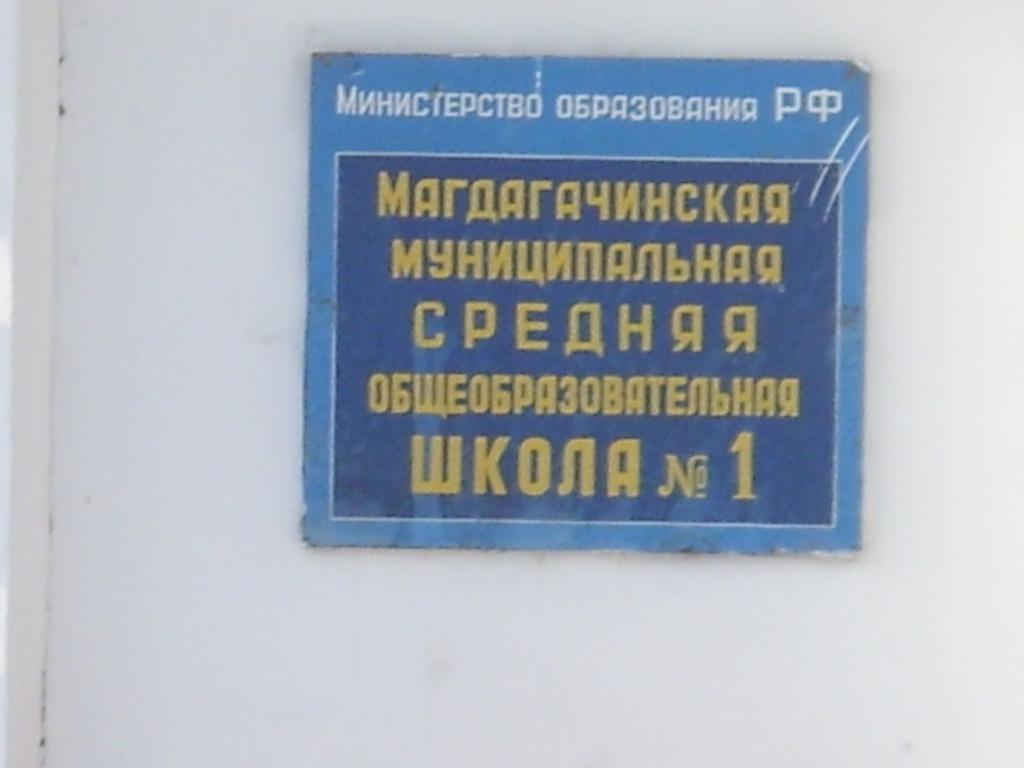 Министерство образования РФ
Магдагачинская
муниципальная
средняя
общеобразовательная
школа № 1